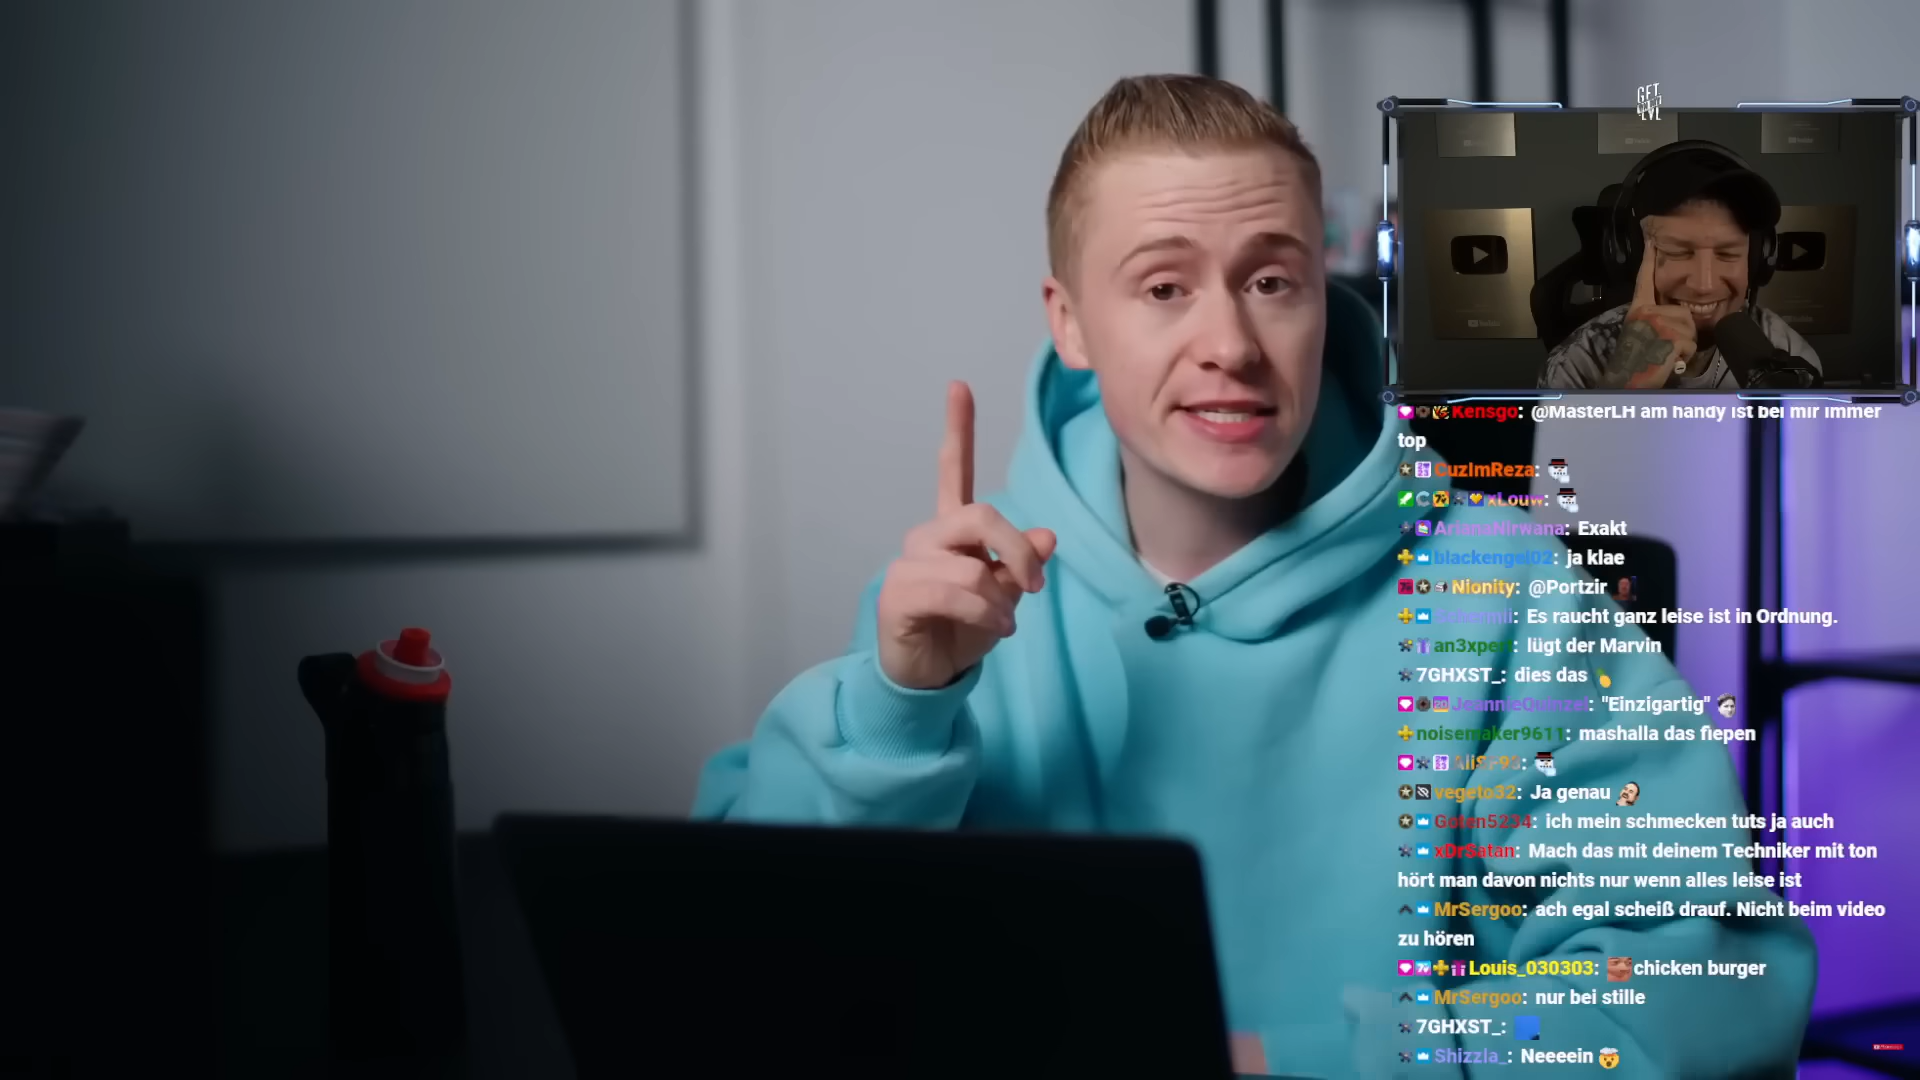 GET
LVL
Kensgo: @MasterLH am handy ist bei mir immer
top
CuzImReza:
xLouw:
ArianaNirwana: Exakt
blackengel02: ja klae
Nionity: @Portzir
Es raucht ganz leise ist in Ordnung.
an3xpert: lügt der Marvin
7GHXST_: dies das
JeannieQuinzel: "Einzigartig"
noisemaker9611: mashalla das fiepen
vegeto32: Ja genau
Goten5234: ich mein schmecken tuts ja auch
xDrSatan: Mach das mit deinem Techniker mit ton
hört man davon nichts nur wenn alles leise ist
MrSergoo: ach egal scheiß drauf. Nicht beim video
zu hören
Louis_030303: chicken burger
MrSergoo: nur bei stille
7GHXST_:
Shizzla_: Neeeein